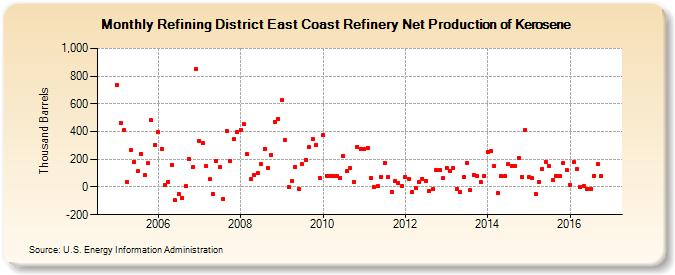 Monthly Refining District East Coast Refinery Net Production of Kerosene
Thousand Barrels
1,000
800
600
400
200
0
-200
2006 2008 2010 2012 2014 2016
Source: U.S. Energy Information Administration